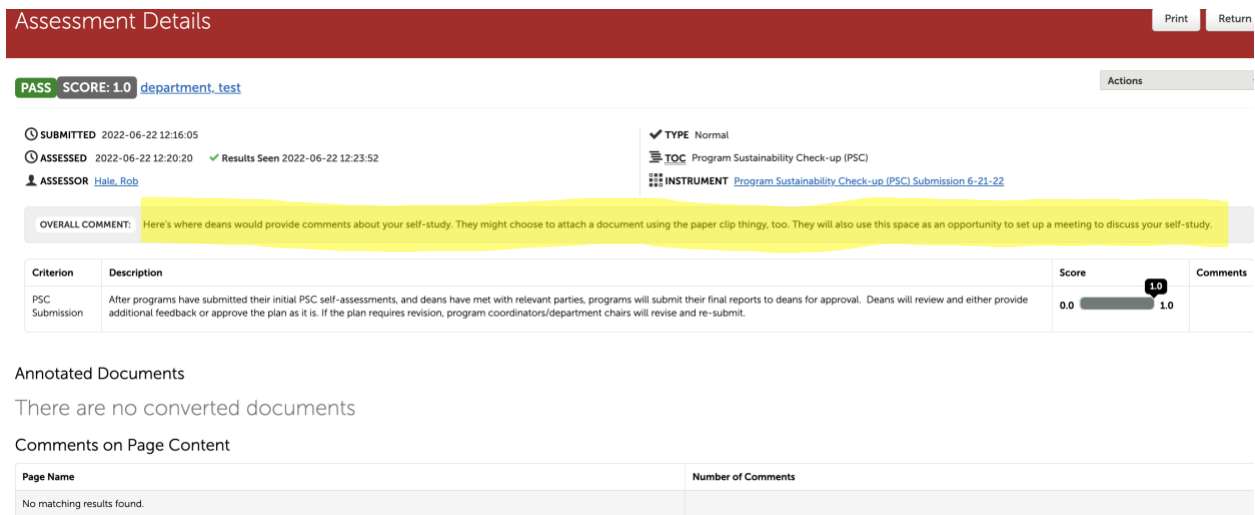 Assessment Details
Print
Return
PASS SCORE: 1.0 department, test
Actions
SUBMITTED 2022-06-22 12:16:05
TYPE Normal
ASSESSED 2022-06-22 12:20:20 Results Seen 2022-06-22 12:23:52
TOC Program Sustainability Check-up (PSC)
ASSESSOR Hale, Rob
INSTRUMENT Program Sustainability Check-up (PSC) Submission 6-21-22
OVERALL COMMENT: Here's where deans would provide comments about your self-study. They might choose to attach a document using the paper clip thingy, too. They will also use this space as an opportunity to set up a meeting to discuss your self-study.
Criterion Description Score Comments
PSC Submission
After programs have submitted their initial PSC self-assessments, and deans have met with relevant parties, programs will submit their final reports to deans for approval. Deans will review and either provide
additional feedback or approve the plan as it is. If the plan requires revision, program coordinators/department chairs will revise and re-submit.
1.0
0.0 1.0
Annotated Documents
There are no converted documents
Comments on Page Content
Page Name Number of Comments
No matching results found.